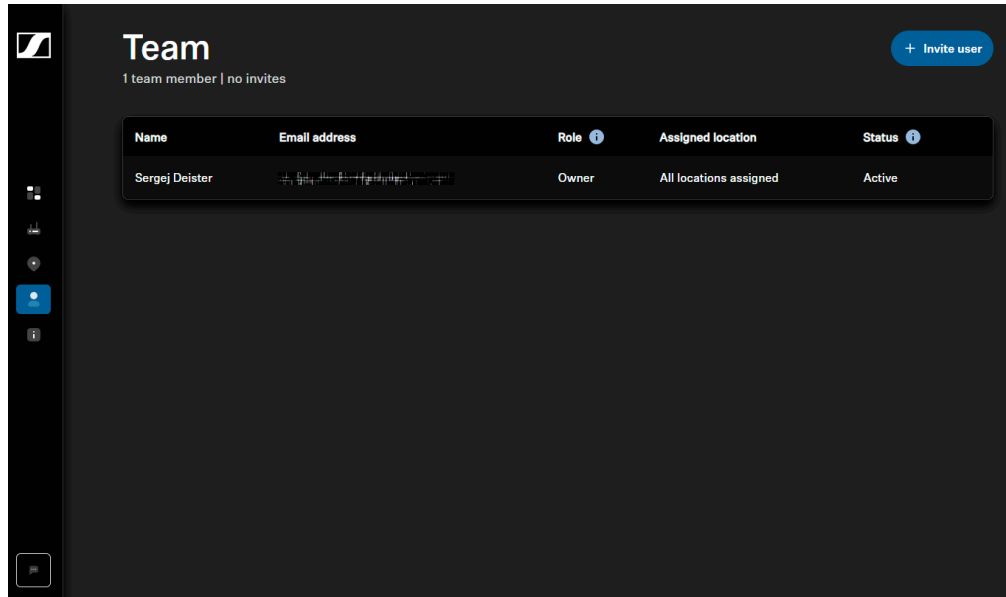 Team
+ Invite user
1 team member | no invites
Name Email address Role Assigned location Status
Sergej Deister Owner All locations assigned Active